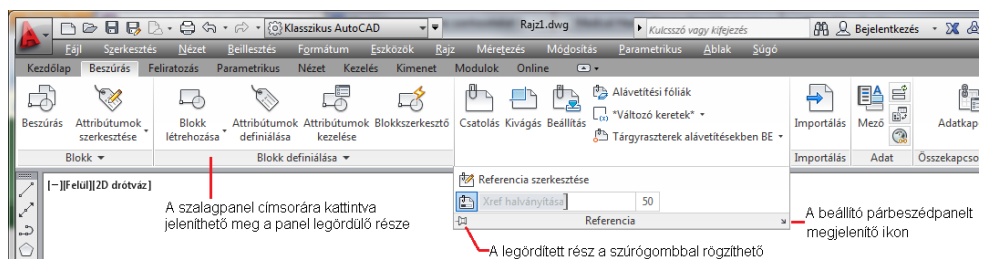 Klasszikus AutoCAD Rajz1.dwg Kulcsszó vagy kifejezés Bejelentkezés
Fájl Szerkesztés Nézet Beillesztés Formátum Eszközök Rajz Méretezés Módosítás Parametrikus Ablak Súgó
Kezdőlap Beszúrás Feliratozás Parametrikus Nézet Kezelés Kimenet Modulok Online
Alávetítési fóliák
*Változó keretek*
Tárgyraszterek alávetítésekben BE
Beszúrás Attribútumok szerkesztése Blokk létrehozása Attribútumok definiálása Attribútumok kezelése Blokkszerkesztő Csatolás Kivágás Beállítás Importálás Mező Adatkap
Blokk Blokk definiálása Importálás Adat Összekapcso
[−][Felül][2D drótváz]
Referencia szerkesztése
Xref halványítása 50
Referencia
A szalagpanel címsorára kattintva
jeleníthető meg a panel legördülő része
A beállító párbeszédpanelt
megjelenítő ikon
A legördített rész a szúrógombbal rögzíthető